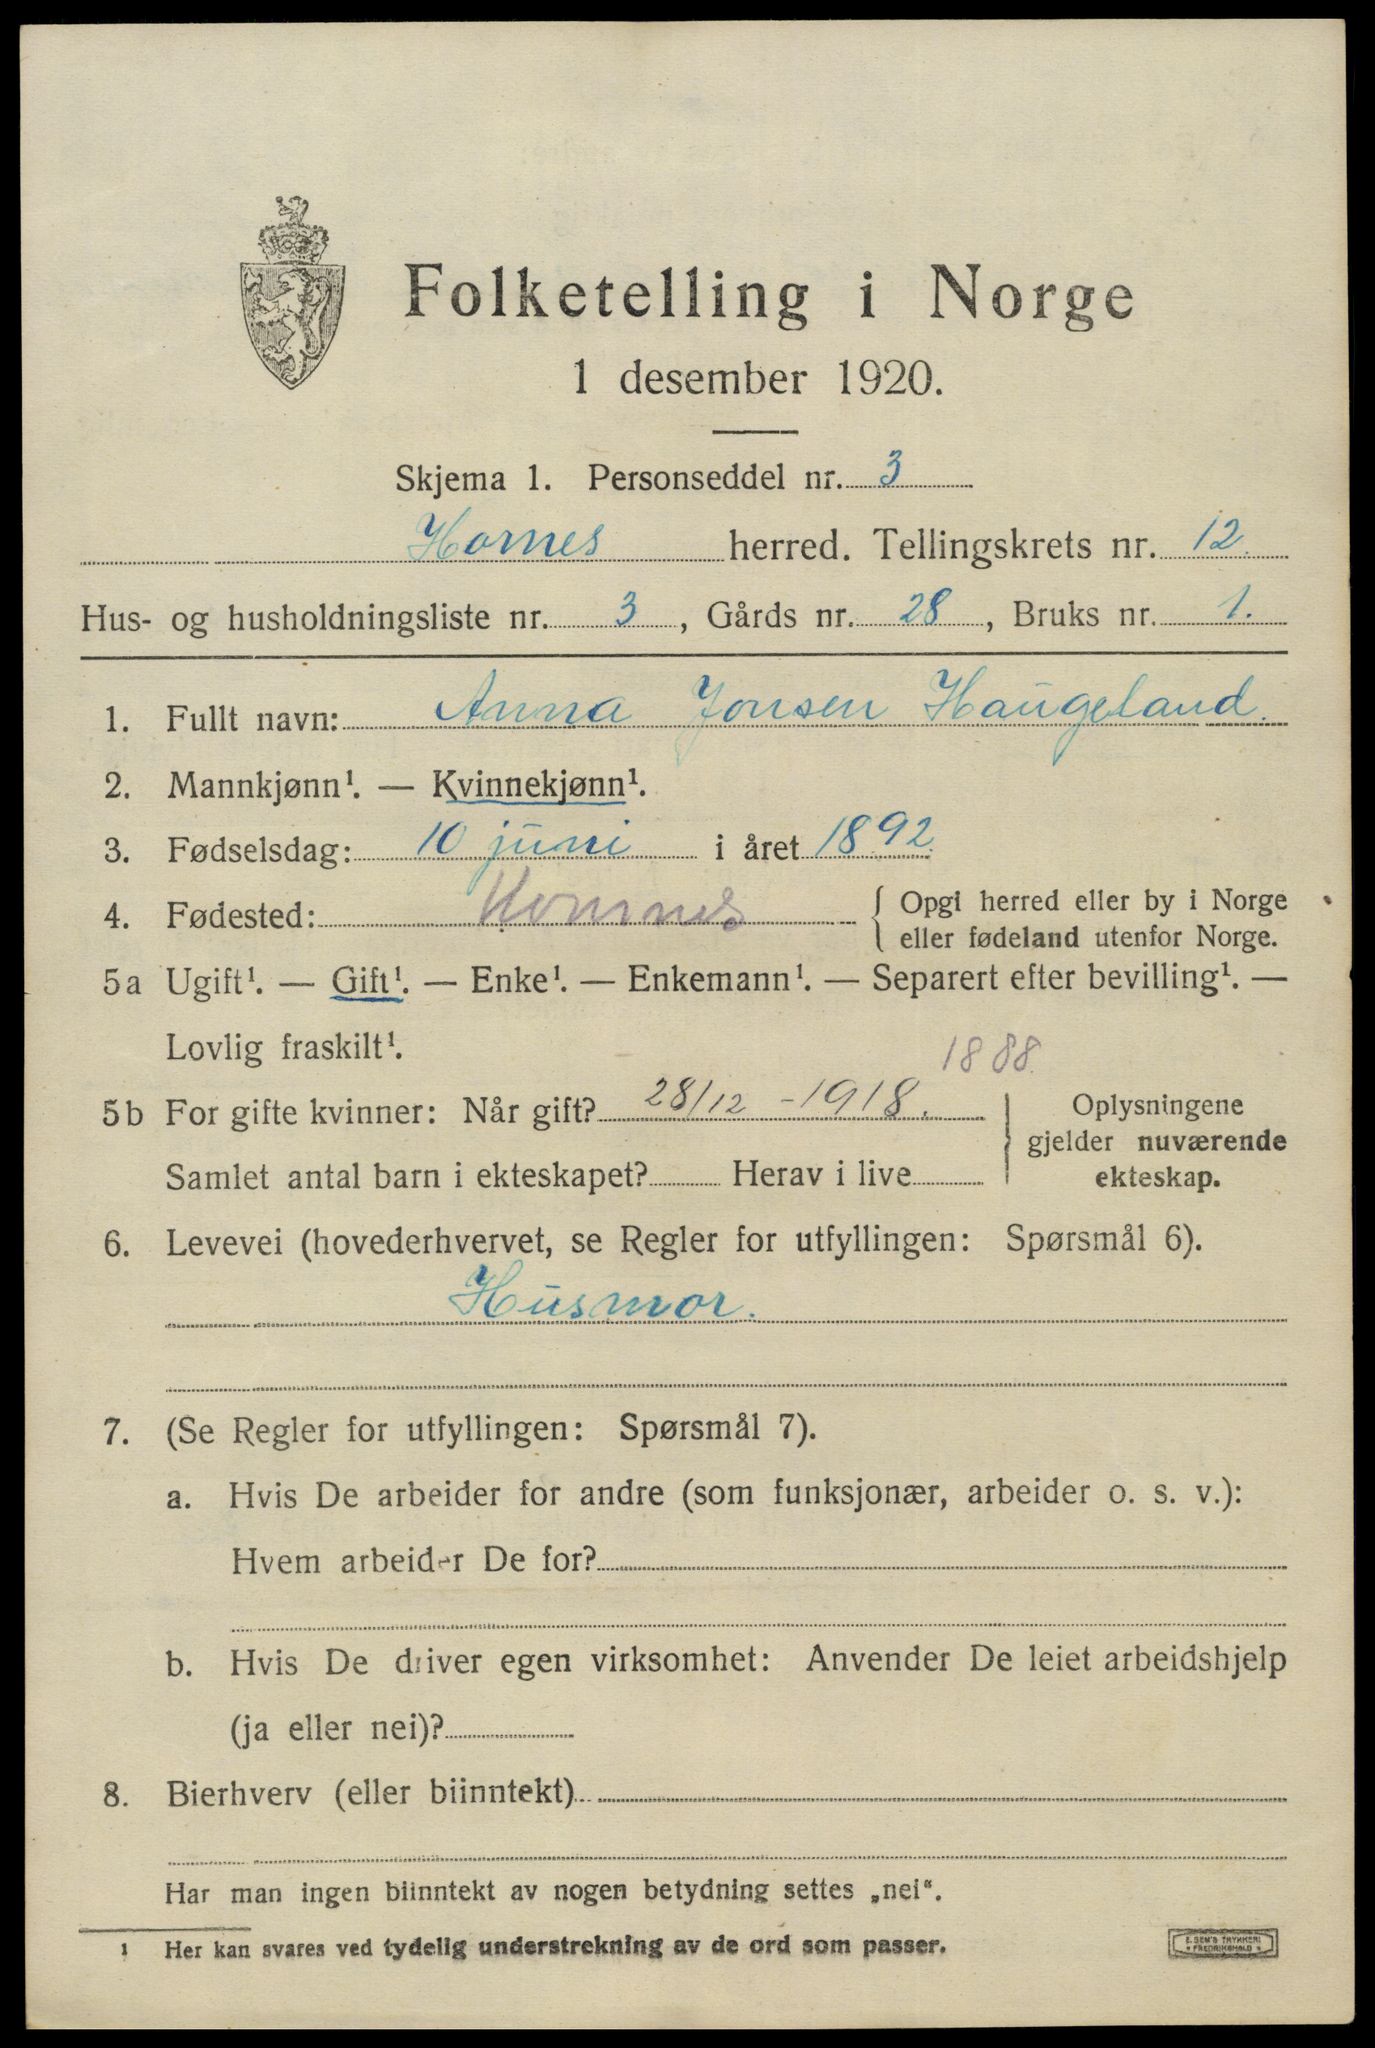 Folketelling i Norge
1 desember 1920.
Skjema 1. Personseddel nr. 3
Hornes herred. Tellingskrets nr. 12.
Hus- og husholdningsliste nr. 3, Gårds nr. 28, Bruks nr. 1.
1. Fullt navn: Anna Jonsen Haugeland.
2. Mannkjønn¹. — Kvinnekjønn¹.
3. Fødselsdag: 10 juni i året 1892.
4. Fødested: Hornnes { Opgi herred eller by i Norge
eller fødeland utenfor Norge.
5a Ugift¹. — Gift¹. — Enke¹. — Enkemann¹. — Separert efter bevilling¹. —
Lovlig fraskilt¹.
1888.
5b For gifte kvinner: Når gift? 28/12 - 1918. Oplysningene
gjelder nuværende
Samlet antal barn i ekteskapet? Herav i live ekteskap.
6. Levevei (hovederhvervet, se Regler for utfyllingen: Spørsmål 6).
Husmor.
7. (Se Regler for utfyllingen: Spørsmål 7).
a. Hvis De arbeider for andre (som funksjonær, arbeider o. s. v.):
Hvem arbeider De for?
b. Hvis De driver egen virksomhet: Anvender De leiet arbeidshjelp
(ja eller nei)?
8. Bierhverv (eller biinntekt)
Har man ingen biinntekt av nogen betydning settes „nei“.
¹ Her kan svares ved tydelig understrekning av de ord som passer.
E. SEM'S TRYKKERI
FREDRIKSHALD